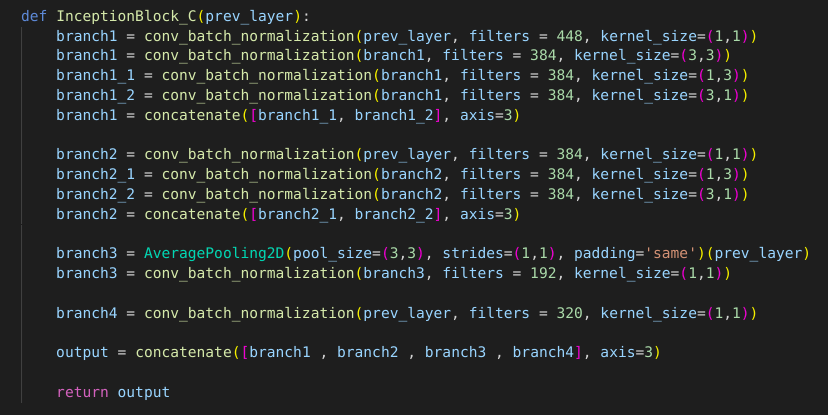 def InceptionBlock_C(prev_layer):
    branch1 = conv_batch_normalization(prev_layer, filters = 448, kernel_size=(1,1))
    branch1 = conv_batch_normalization(branch1, filters = 384, kernel_size=(3,3))
    branch1_1 = conv_batch_normalization(branch1, filters = 384, kernel_size=(1,3))
    branch1_2 = conv_batch_normalization(branch1, filters = 384, kernel_size=(3,1))
    branch1 = concatenate([branch1_1, branch1_2], axis=3)

    branch2 = conv_batch_normalization(prev_layer, filters = 384, kernel_size=(1,1))
    branch2_1 = conv_batch_normalization(branch2, filters = 384, kernel_size=(1,3))
    branch2_2 = conv_batch_normalization(branch2, filters = 384, kernel_size=(3,1))
    branch2 = concatenate([branch2_1, branch2_2], axis=3)

    branch3 = AveragePooling2D(pool_size=(3,3), strides=(1,1), padding='same')(prev_layer)
    branch3 = conv_batch_normalization(branch3, filters = 192, kernel_size=(1,1))

    branch4 = conv_batch_normalization(prev_layer, filters = 320, kernel_size=(1,1))

    output = concatenate([branch1 , branch2 , branch3 , branch4], axis=3)

    return output